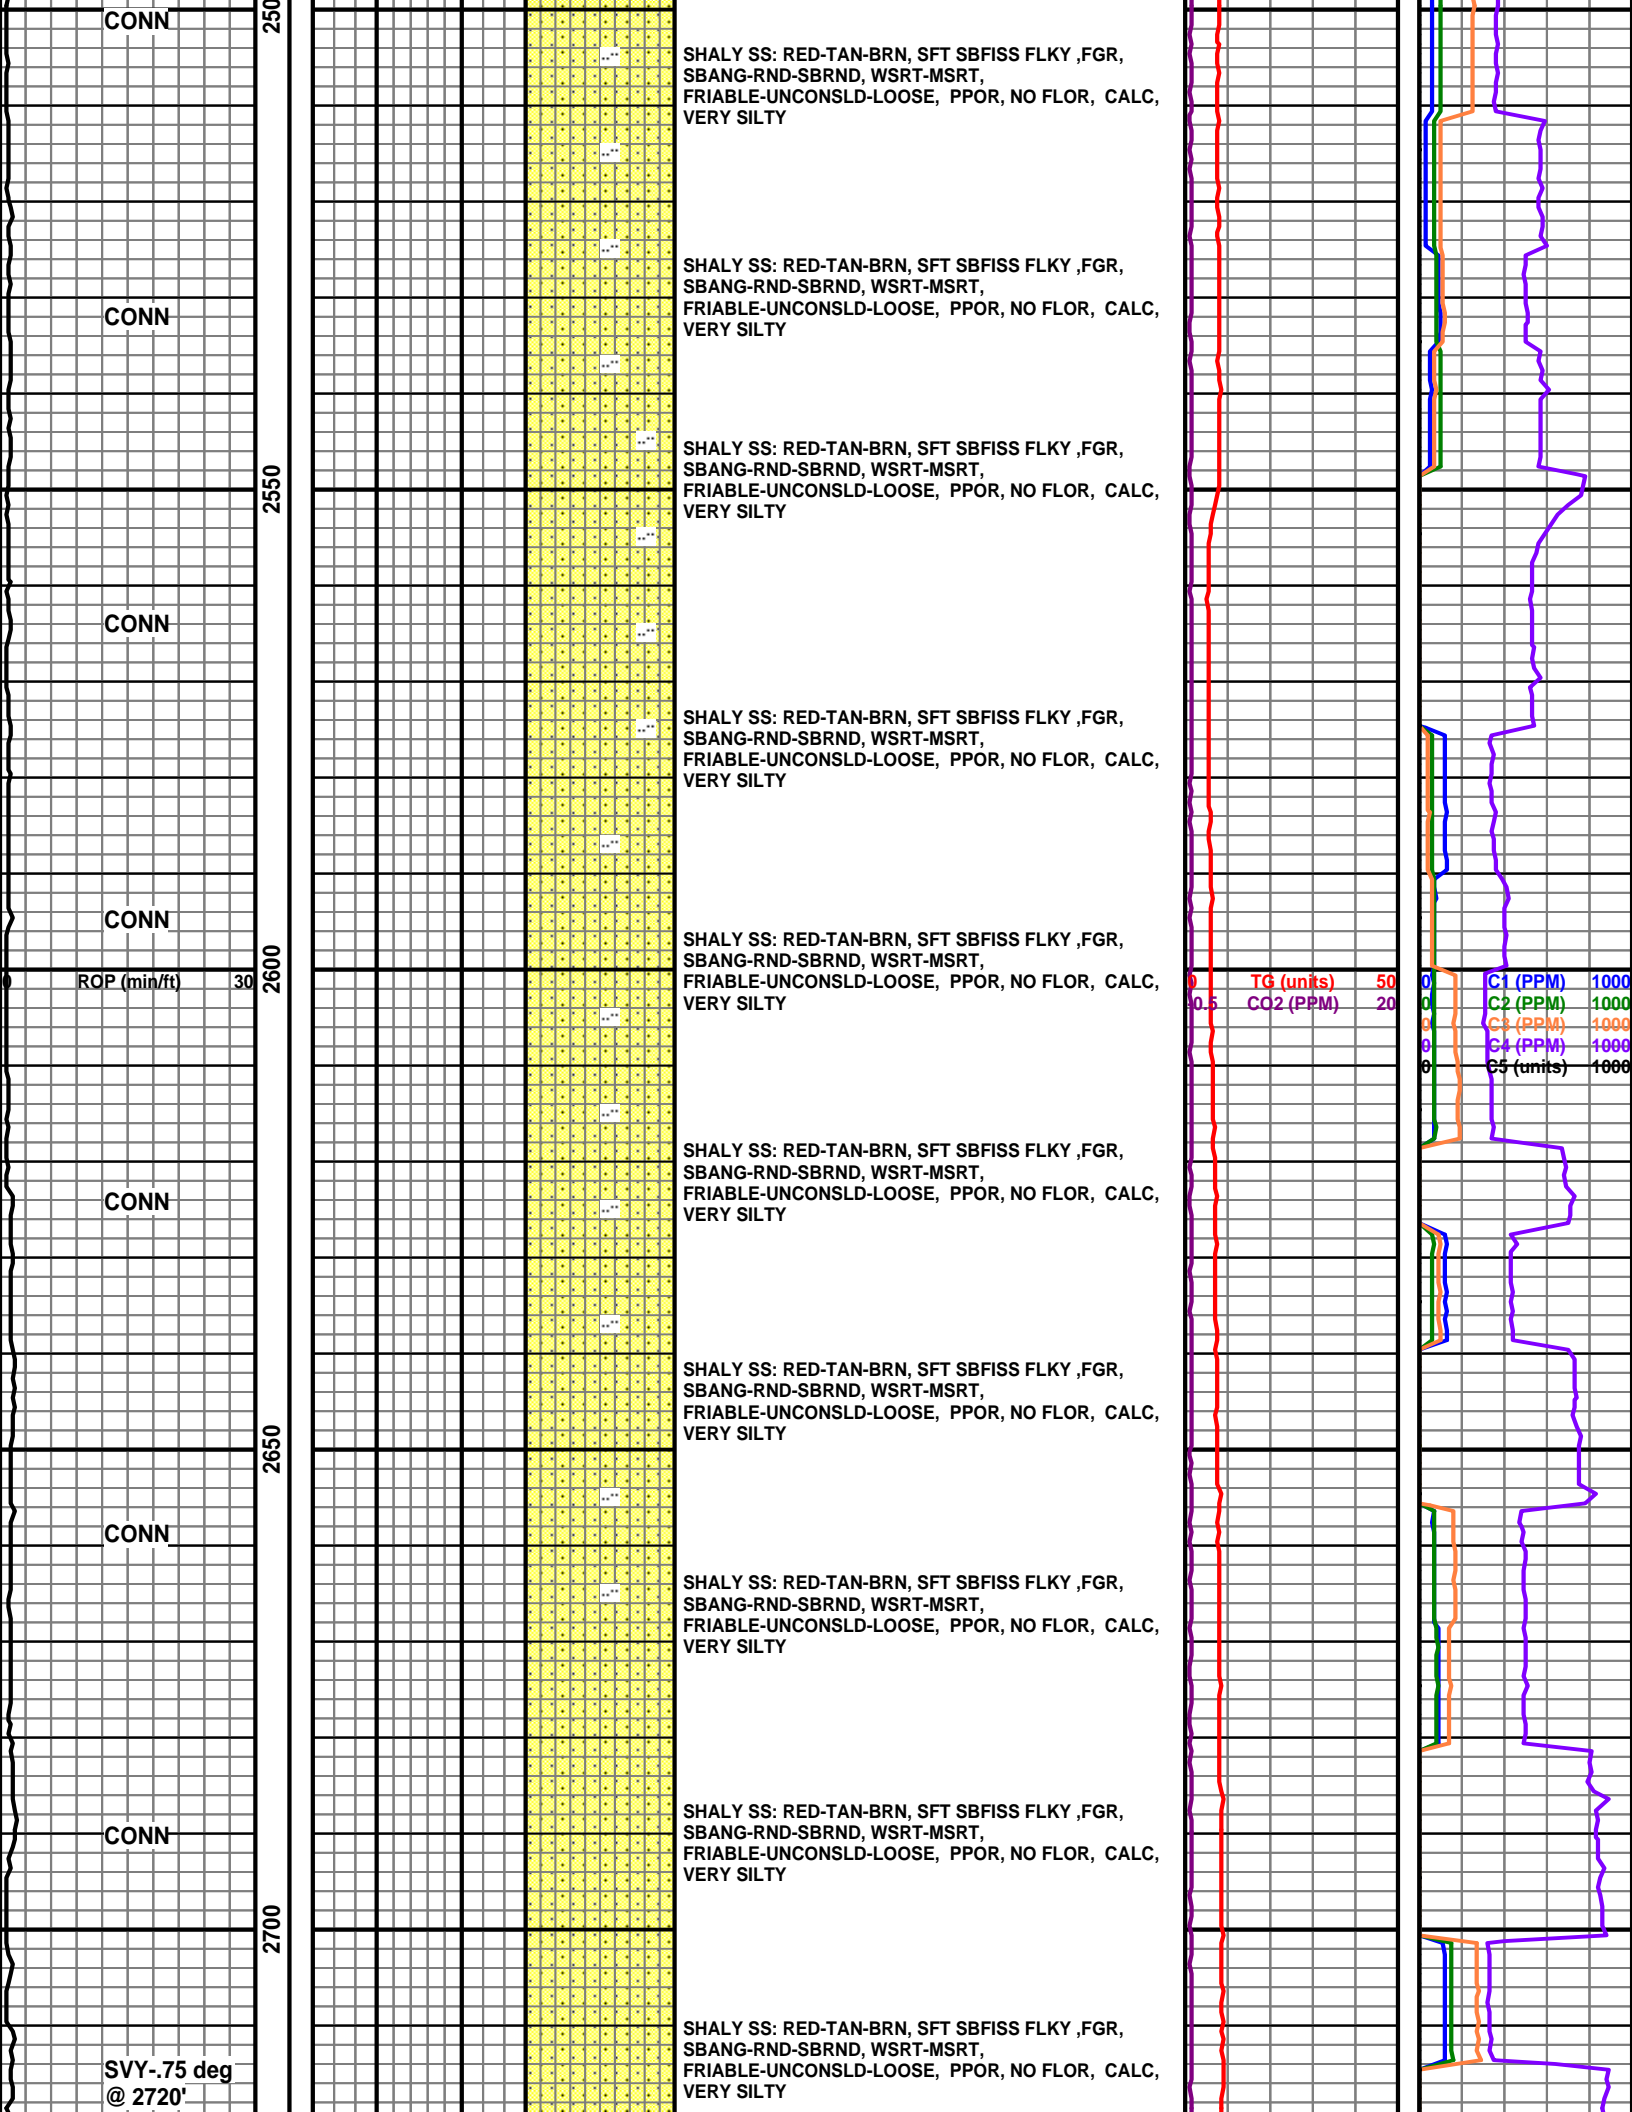 CONN
250
SHALY SS: RED-TAN-BRN, SFT SBFISS FLKY ,FGR,
SBANG-RND-SBRND, WSRT-MSRT,
FRIABLE-UNCONSLD-LOOSE, PPOR, NO FLOR, CALC,
VERY SILTY
SHALY SS: RED-TAN-BRN, SFT SBFISS FLKY ,FGR,
SBANG-RND-SBRND, WSRT-MSRT,
FRIABLE-UNCONSLD-LOOSE, PPOR, NO FLOR, CALC,
VERY SILTY
CONN
SHALY SS: RED-TAN-BRN, SFT SBFISS FLKY ,FGR,
SBANG-RND-SBRND, WSRT-MSRT,
FRIABLE-UNCONSLD-LOOSE, PPOR, NO FLOR, CALC,
VERY SILTY
2550
CONN
SHALY SS: RED-TAN-BRN, SFT SBFISS FLKY ,FGR,
SBANG-RND-SBRND, WSRT-MSRT,
FRIABLE-UNCONSLD-LOOSE, PPOR, NO FLOR, CALC,
VERY SILTY
CONN
SHALY SS: RED-TAN-BRN, SFT SBFISS FLKY ,FGR,
SBANG-RND-SBRND, WSRT-MSRT,
FRIABLE-UNCONSLD-LOOSE, PPOR, NO FLOR, CALC,
VERY SILTY
2600
0 ROP (min/ft) 30
0 TG (units) 50
0.5 CO2 (PPM) 20
0 C1 (PPM) 1000
0 C2 (PPM) 1000
0 C3 (PPM) 1000
0 C4 (PPM) 1000
0 C5 (units) 1000
SHALY SS: RED-TAN-BRN, SFT SBFISS FLKY ,FGR,
SBANG-RND-SBRND, WSRT-MSRT,
FRIABLE-UNCONSLD-LOOSE, PPOR, NO FLOR, CALC,
VERY SILTY
CONN
SHALY SS: RED-TAN-BRN, SFT SBFISS FLKY ,FGR,
SBANG-RND-SBRND, WSRT-MSRT,
FRIABLE-UNCONSLD-LOOSE, PPOR, NO FLOR, CALC,
VERY SILTY
2650
CONN
SHALY SS: RED-TAN-BRN, SFT SBFISS FLKY ,FGR,
SBANG-RND-SBRND, WSRT-MSRT,
FRIABLE-UNCONSLD-LOOSE, PPOR, NO FLOR, CALC,
VERY SILTY
CONN
SHALY SS: RED-TAN-BRN, SFT SBFISS FLKY ,FGR,
SBANG-RND-SBRND, WSRT-MSRT,
FRIABLE-UNCONSLD-LOOSE, PPOR, NO FLOR, CALC,
VERY SILTY
2700
SHALY SS: RED-TAN-BRN, SFT SBFISS FLKY ,FGR,
SBANG-RND-SBRND, WSRT-MSRT,
FRIABLE-UNCONSLD-LOOSE, PPOR, NO FLOR, CALC,
VERY SILTY
SVY-.75 deg
@ 2720'